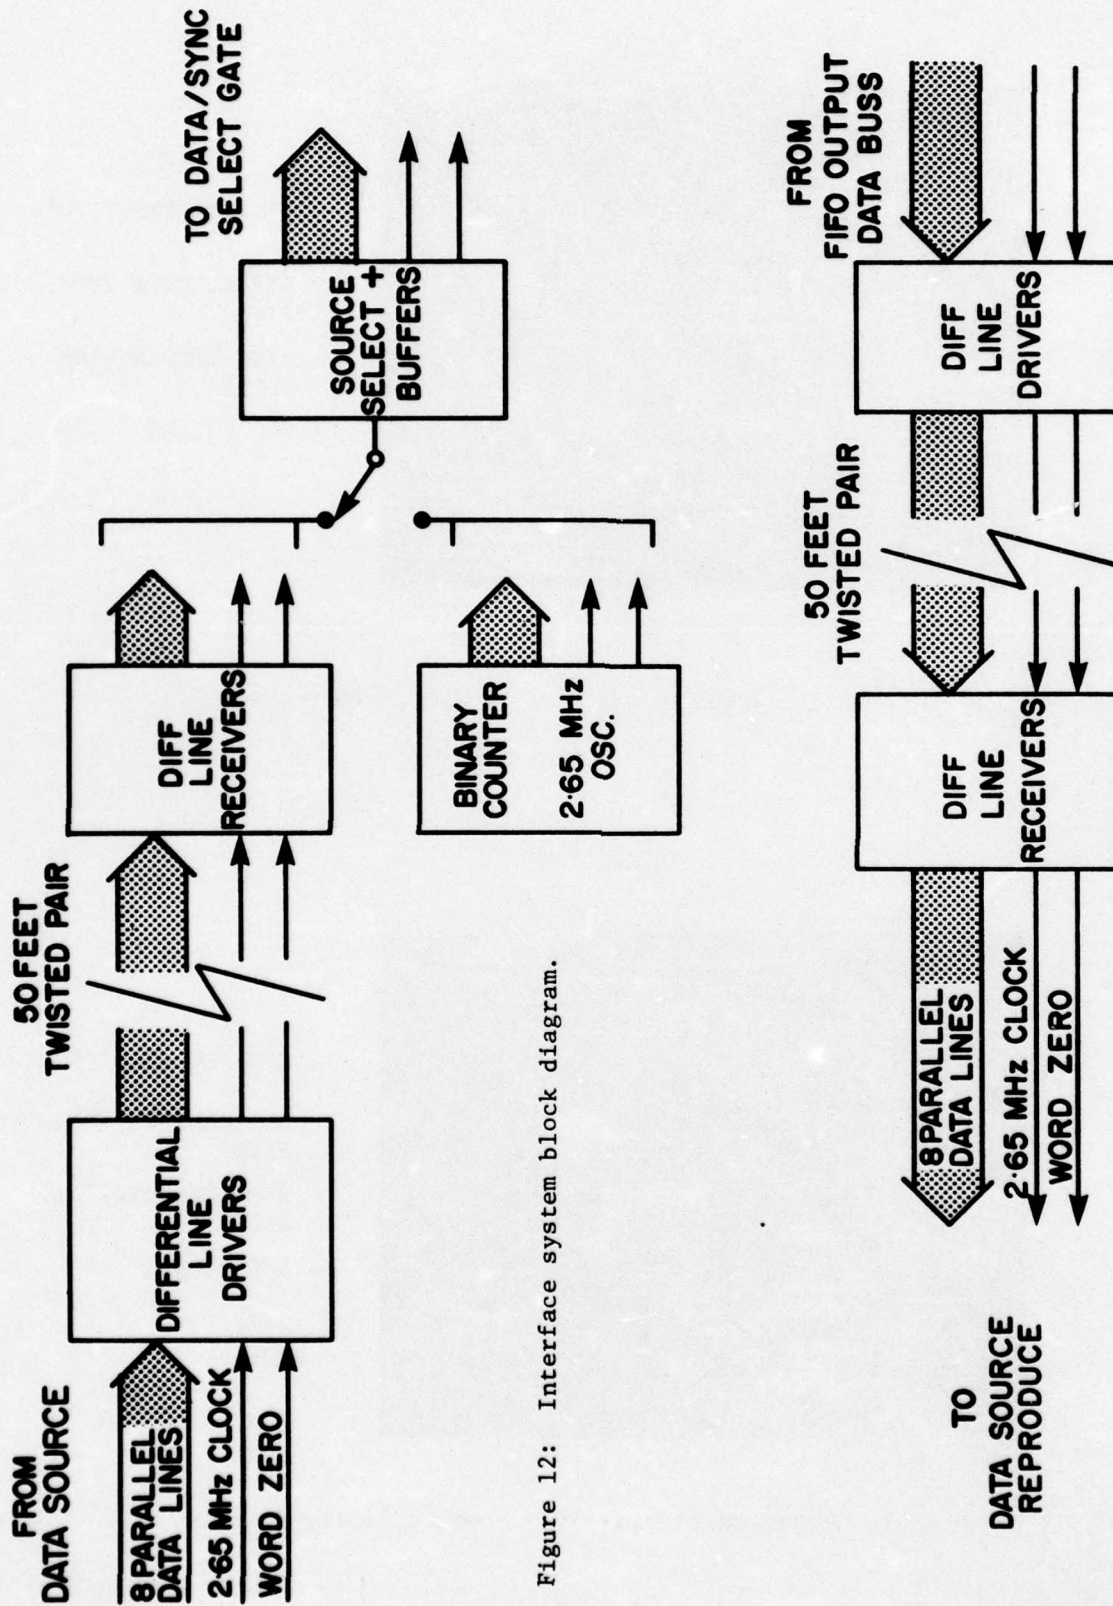 FROM
DATA SOURCE
8 PARALLEL
DATA LINES
2·65 MHz CLOCK
WORD ZERO
DIFFERENTIAL
LINE
DRIVERS
50 FEET
TWISTED PAIR
DIFF
LINE
RECEIVERS
BINARY
COUNTER
2·65 MHz
OSC.
SOURCE
SELECT +
BUFFERS
TO DATA/SYNC
SELECT GATE
Figure 12: Interface system block diagram.
TO
DATA SOURCE
REPRODUCE
8 PARALLEL
DATA LINES
2·65 MHz CLOCK
WORD ZERO
DIFF
LINE
RECEIVERS
50 FEET
TWISTED PAIR
DIFF
LINE
DRIVERS
FROM
FIFO OUTPUT
DATA BUSS